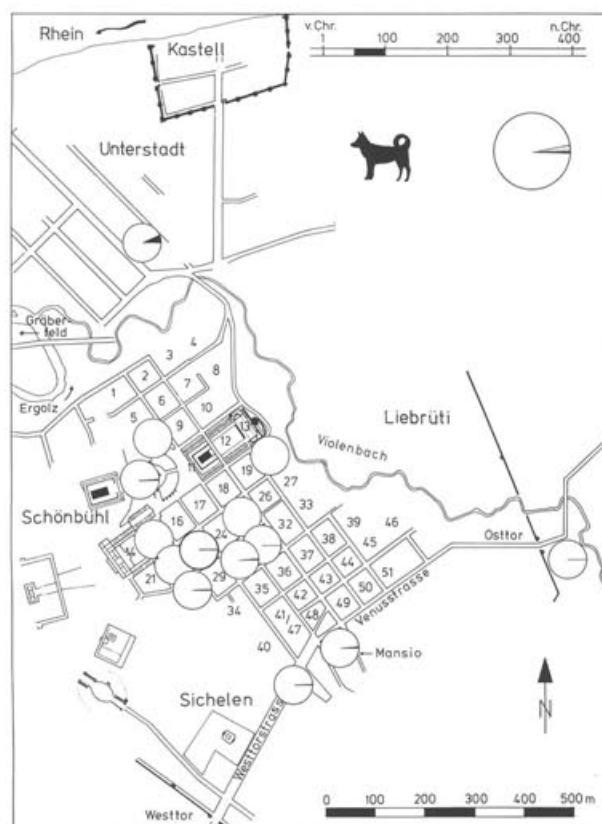 Rhein
Kastell
v. Chr. n. Chr.
1 100 200 300 400
Unterstadt
Gräber-
feld
Ergolz
Liebrüti
Violenbach
Schönbühl
Osttor
Venusstrasse
Mansio
Sichelen
Weststorstrasse
Westtor
N
1 2 3 4 5 6 7 8 9 10 11 12 13 14 16 17 18 19 21 24 26 27 29 32 33 34 35 36 37 38 39 40 41/47 42 43 44 45 46 48 49 50 51
0 100 200 300 400 500 m